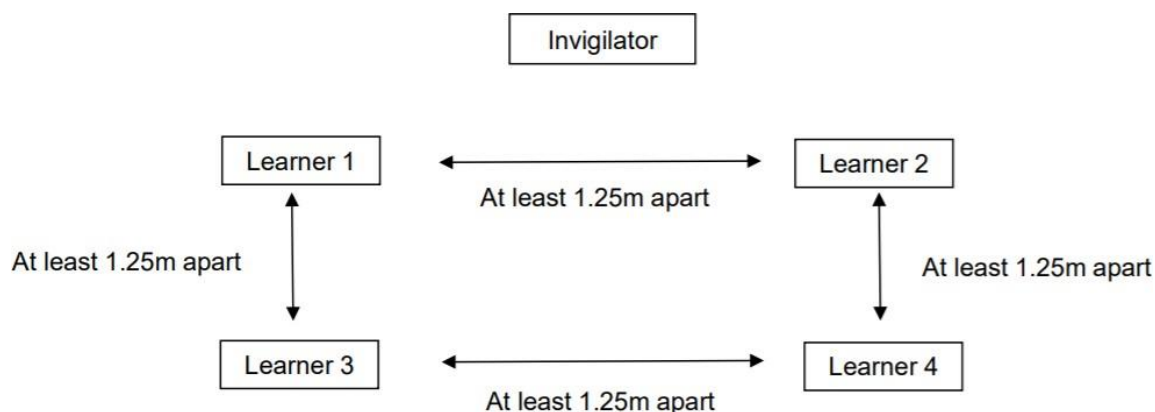 Invigilator
Learner 1
Learner 2
At least 1.25m apart
At least 1.25m apart
At least 1.25m apart
Learner 3
Learner 4
At least 1.25m apart